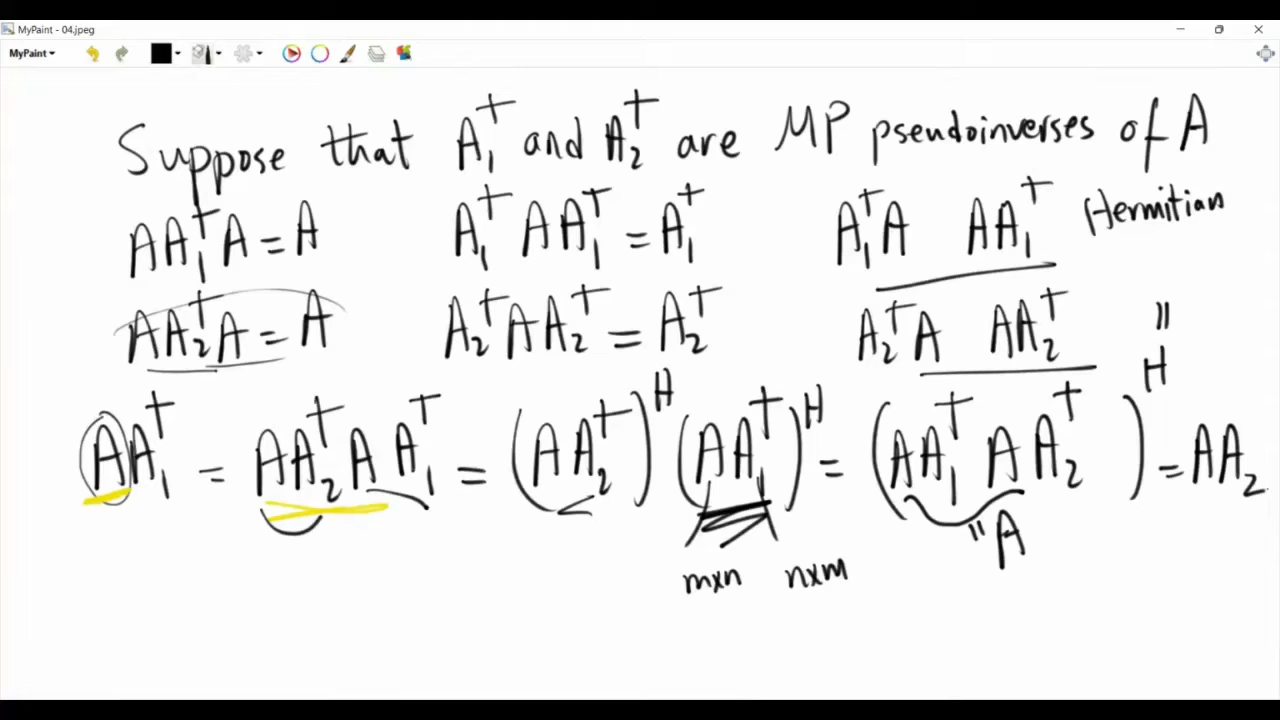 MyPaint - 04.jpeg
MyPaint
Suppose that A₁† and A₂† are MP pseudoinverses of A
AA₁†A = A A₁†AA₁† = A₁† A₁†A AA₁† Hermitian
AA₂†A = A A₂†AA₂† = A₂† A₂†A AA₂†
AA₁† = AA₂†AA₁† = (AA₂†)ᴴ(AA₁†)ᴴ = (AA₁†AA₂†)ᴴ = AA₂
" A
m×n n×m